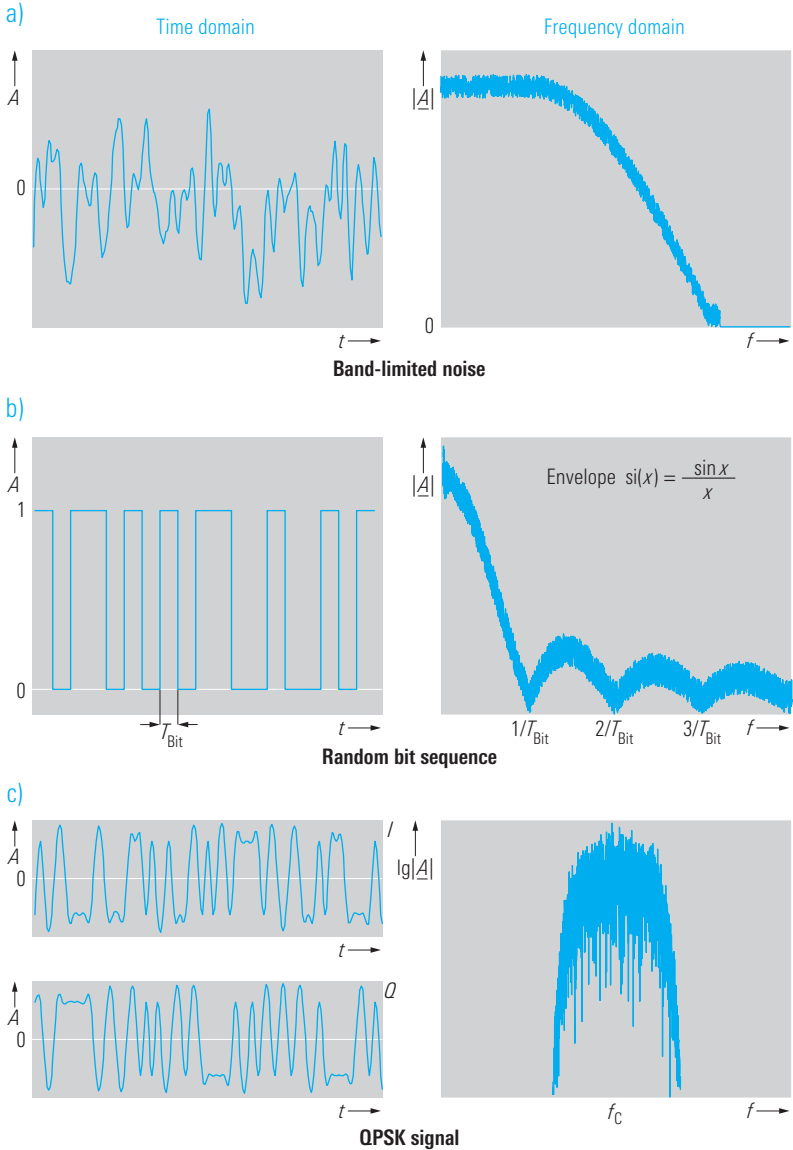 a)
Time domain
Frequency domain
A
0
t
|A|
0
f
Band-limited noise
b)
A
1
0
T_Bit
t
|A|
Envelope si(x) = sin x / x
1/T_Bit 2/T_Bit 3/T_Bit f
Random bit sequence
c)
A
0
I
t
A
0
Q
t
lg|A|
f_C
f
QPSK signal